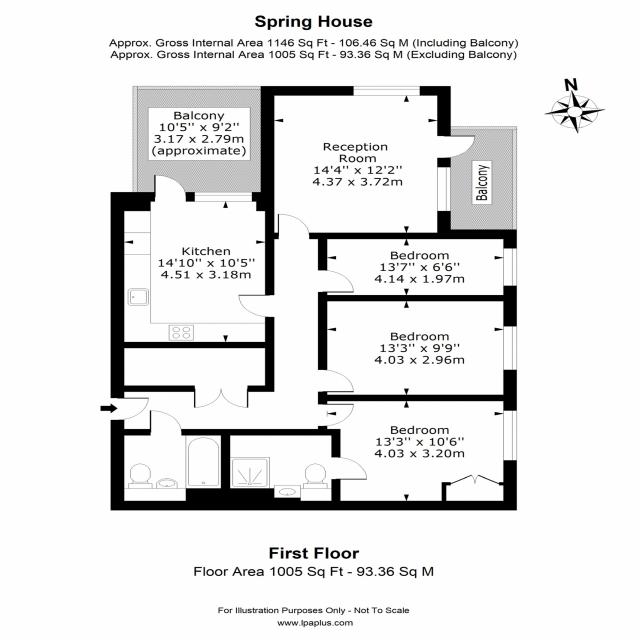 Spring House
Approx. Gross Internal Area 1146 Sq Ft - 106.46 Sq M (Including Balcony)
Approx. Gross Internal Area 1005 Sq Ft - 93.36 Sq M (Excluding Balcony)
N
Balcony
10'5'' x 9'2''
3.17 x 2.79m
(approximate)
Reception
Room
14'4'' x 12'2''
4.37 x 3.72m
Balcony
Kitchen
14'10'' x 10'5''
4.51 x 3.18m
Bedroom
13'7'' x 6'6''
4.14 x 1.97m
Bedroom
13'3'' x 9'9''
4.03 x 2.96m
Bedroom
13'3'' x 10'6''
4.03 x 3.20m
First Floor
Floor Area 1005 Sq Ft - 93.36 Sq M
For Illustration Purposes Only - Not To Scale
www.lpaplus.com